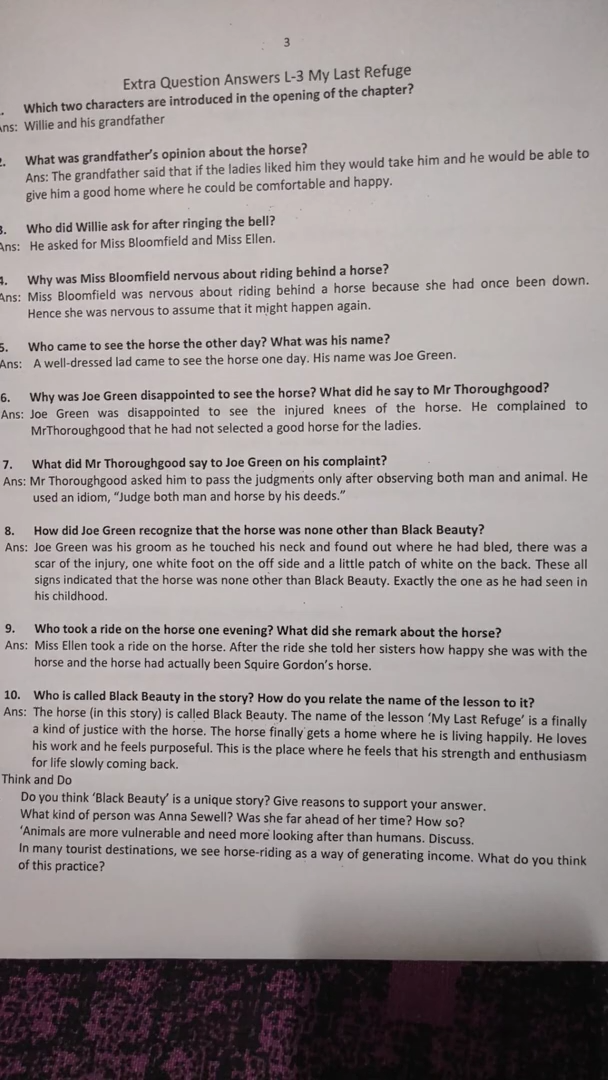 3
Extra Question Answers L-3 My Last Refuge
. Which two characters are introduced in the opening of the chapter?
Ans: Willie and his grandfather
2. What was grandfather's opinion about the horse?
Ans: The grandfather said that if the ladies liked him they would take him and he would be able to
give him a good home where he could be comfortable and happy.
3. Who did Willie ask for after ringing the bell?
Ans: He asked for Miss Bloomfield and Miss Ellen.
4. Why was Miss Bloomfield nervous about riding behind a horse?
Ans: Miss Bloomfield was nervous about riding behind a horse because she had once been down.
Hence she was nervous to assume that it might happen again.
5. Who came to see the horse the other day? What was his name?
Ans: A well-dressed lad came to see the horse one day. His name was Joe Green.
6. Why was Joe Green disappointed to see the horse? What did he say to Mr Thoroughgood?
Ans: Joe Green was disappointed to see the injured knees of the horse. He complained to
MrThoroughgood that he had not selected a good horse for the ladies.
7. What did Mr Thoroughgood say to Joe Green on his complaint?
Ans: Mr Thoroughgood asked him to pass the judgments only after observing both man and animal. He
used an idiom, "Judge both man and horse by his deeds."
8. How did Joe Green recognize that the horse was none other than Black Beauty?
Ans: Joe Green was his groom as he touched his neck and found out where he had bled, there was a
scar of the injury, one white foot on the off side and a little patch of white on the back. These all
signs indicated that the horse was none other than Black Beauty. Exactly the one as he had seen in
his childhood.
9. Who took a ride on the horse one evening? What did she remark about the horse?
Ans: Miss Ellen took a ride on the horse. After the ride she told her sisters how happy she was with the
horse and the horse had actually been Squire Gordon's horse.
10. Who is called Black Beauty in the story? How do you relate the name of the lesson to it?
Ans: The horse (in this story) is called Black Beauty. The name of the lesson 'My Last Refuge' is a finally
a kind of justice with the horse. The horse finally gets a home where he is living happily. He loves
his work and he feels purposeful. This is the place where he feels that his strength and enthusiasm
for life slowly coming back.
Think and Do
Do you think 'Black Beauty' is a unique story? Give reasons to support your answer.
What kind of person was Anna Sewell? Was she far ahead of her time? How so?
'Animals are more vulnerable and need more looking after than humans. Discuss.
In many tourist destinations, we see horse-riding as a way of generating income. What do you think
of this practice?